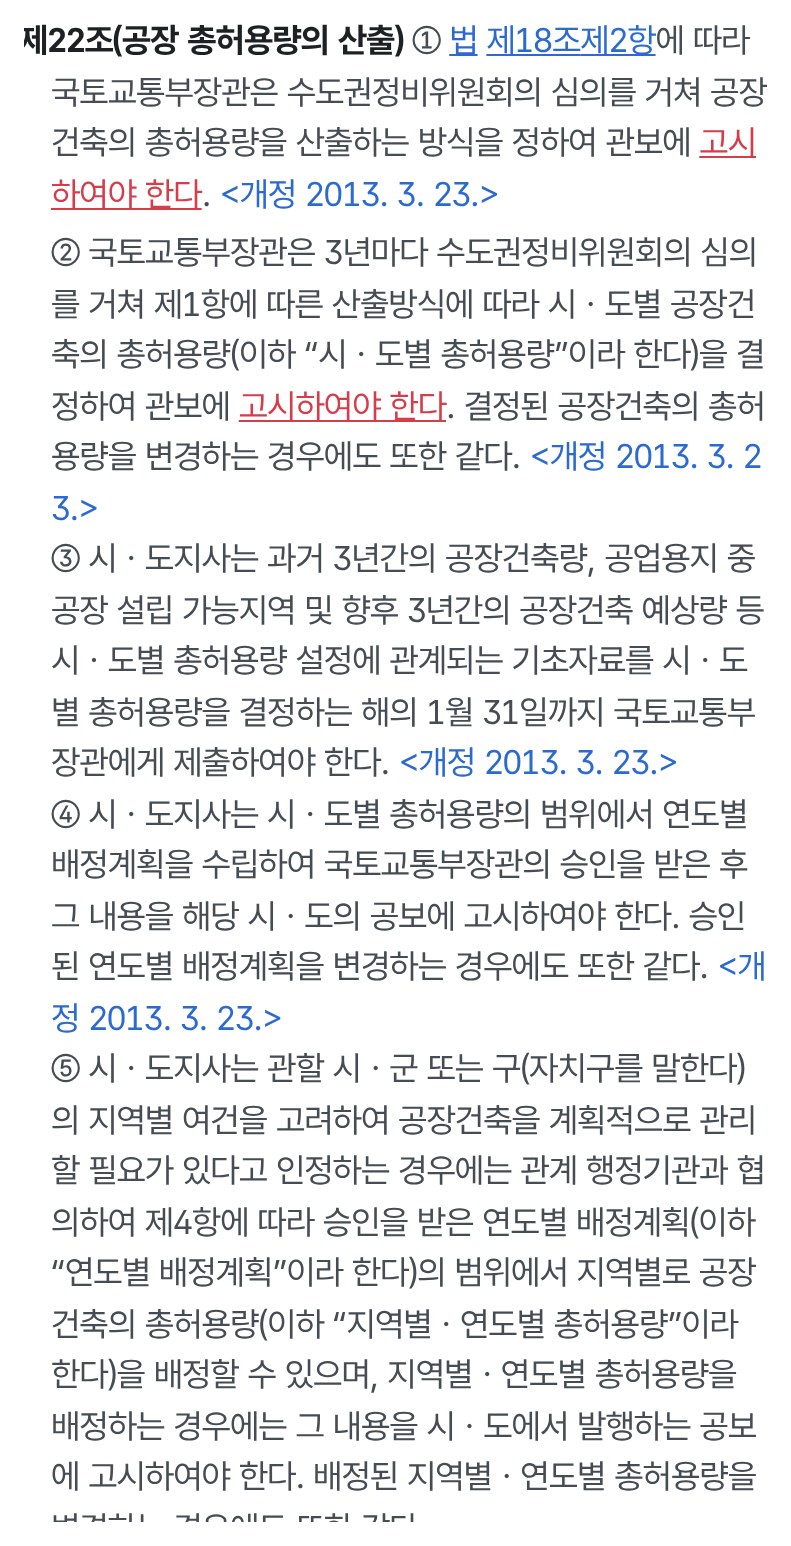 제22조(공장 총허용량의 산출) ① 법 제18조제2항에 따라
국토교통부장관은 수도권정비위원회의 심의를 거쳐 공장
건축의 총허용량을 산출하는 방식을 정하여 관보에 고시
하여야 한다. <개정 2013. 3. 23.>
② 국토교통부장관은 3년마다 수도권정비위원회의 심의
를 거쳐 제1항에 따른 산출방식에 따라 시ㆍ도별 공장건
축의 총허용량(이하 “시ㆍ도별 총허용량”이라 한다)을 결
정하여 관보에 고시하여야 한다. 결정된 공장건축의 총허
용량을 변경하는 경우에도 또한 같다. <개정 2013. 3. 2
3.>
③ 시ㆍ도지사는 과거 3년간의 공장건축량, 공업용지 중
공장 설립 가능지역 및 향후 3년간의 공장건축 예상량 등
시ㆍ도별 총허용량 설정에 관계되는 기초자료를 시ㆍ도
별 총허용량을 결정하는 해의 1월 31일까지 국토교통부
장관에게 제출하여야 한다. <개정 2013. 3. 23.>
④ 시ㆍ도지사는 시ㆍ도별 총허용량의 범위에서 연도별
배정계획을 수립하여 국토교통부장관의 승인을 받은 후
그 내용을 해당 시ㆍ도의 공보에 고시하여야 한다. 승인
된 연도별 배정계획을 변경하는 경우에도 또한 같다. <개
정 2013. 3. 23.>
⑤ 시ㆍ도지사는 관할 시ㆍ군 또는 구(자치구를 말한다)
의 지역별 여건을 고려하여 공장건축을 계획적으로 관리
할 필요가 있다고 인정하는 경우에는 관계 행정기관과 협
의하여 제4항에 따라 승인을 받은 연도별 배정계획(이하
“연도별 배정계획”이라 한다)의 범위에서 지역별로 공장
건축의 총허용량(이하 “지역별ㆍ연도별 총허용량”이라
한다)을 배정할 수 있으며, 지역별ㆍ연도별 총허용량을
배정하는 경우에는 그 내용을 시ㆍ도에서 발행하는 공보
에 고시하여야 한다. 배정된 지역별ㆍ연도별 총허용량을
변경하는 경우에도 또한 같다.